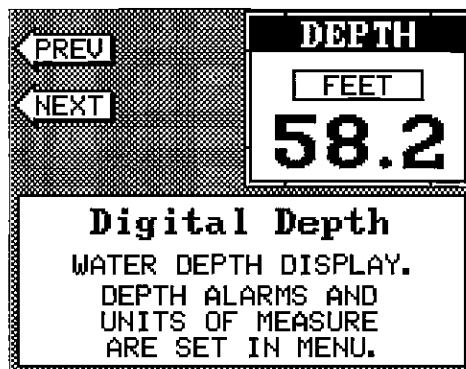 PREV
NEXT
DEPTH
FEET
58.2
Digital Depth
WATER DEPTH DISPLAY.
DEPTH ALARMS AND
UNITS OF MEASURE
ARE SET IN MENU.